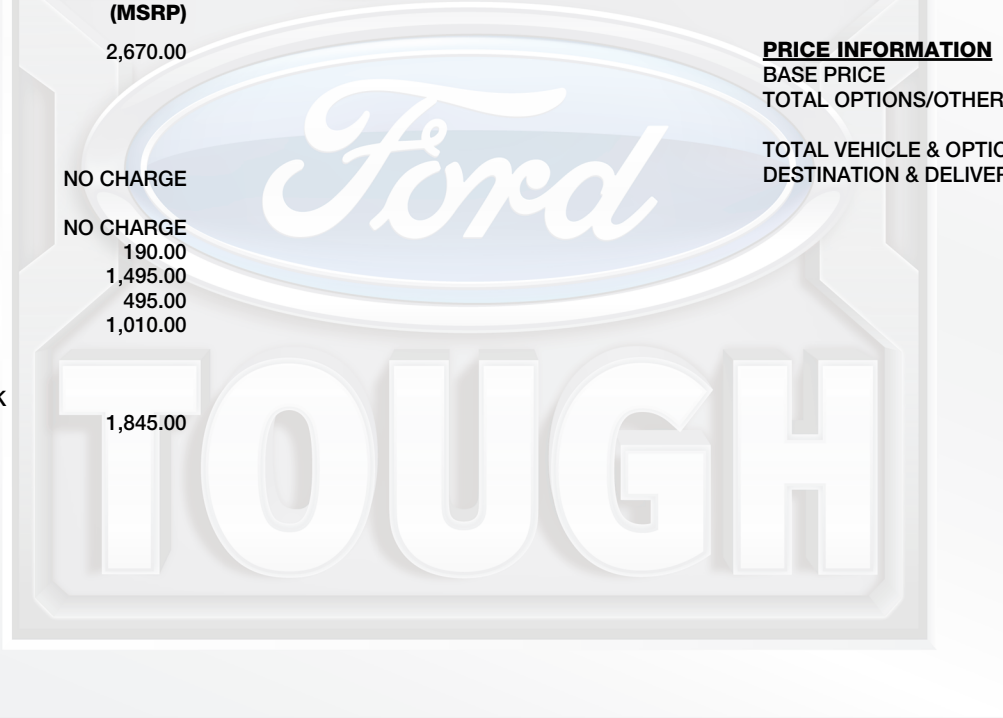 (MSRP)
2,670.00
NO CHARGE
NO CHARGE
190.00
1,495.00
495.00
1,010.00
K
1,845.00
PRICE INFORMATION
BASE PRICE
TOTAL OPTIONS/OTHER
TOTAL VEHICLE & OPTIO
DESTINATION & DELIVER
Ford
TOUGH